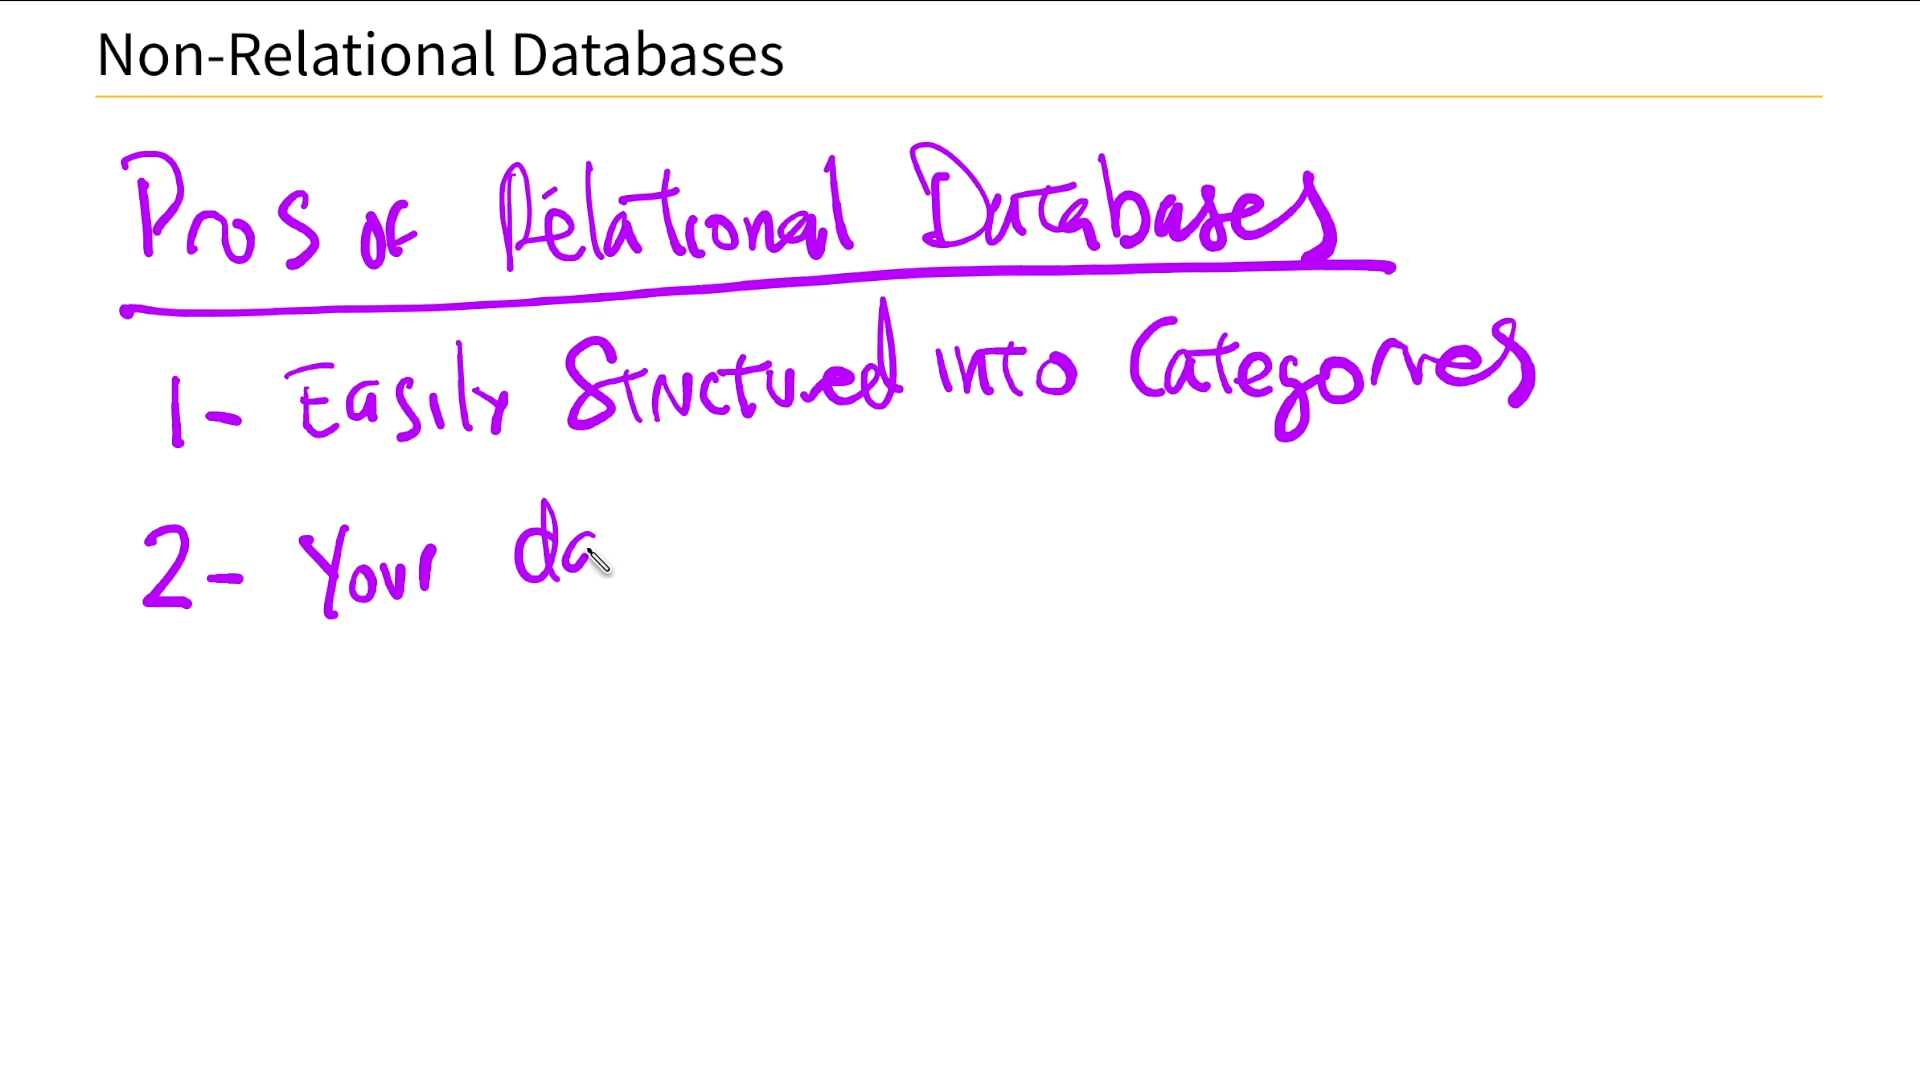 Non-Relational Databases
Pros of Relational Databases
1- Easily Structured into Categories
2- Your da